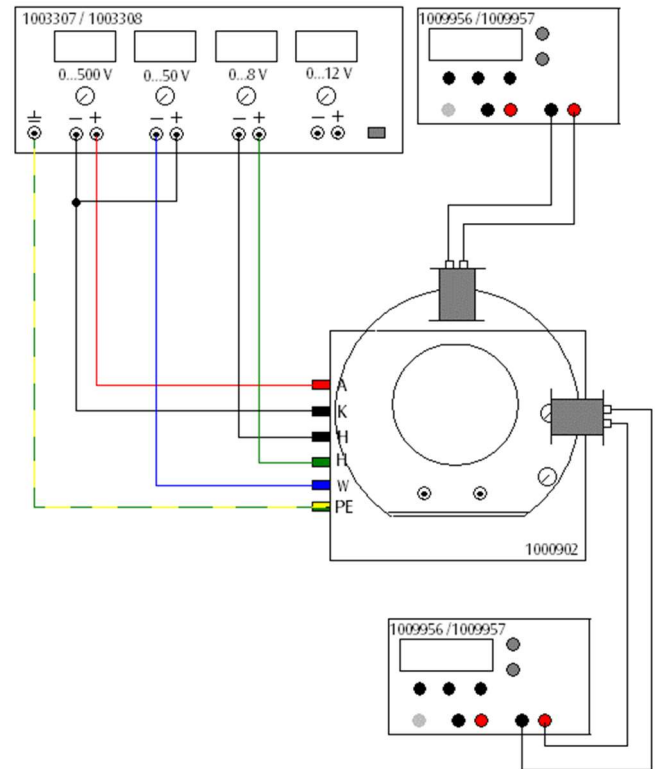 1003307 / 1003308
0...500 V 0...50 V 0...8 V 0...12 V
− + − + − + − +
1009956 /1009957
A
K
H
H
W
PE
1000902
1009956 /1009957